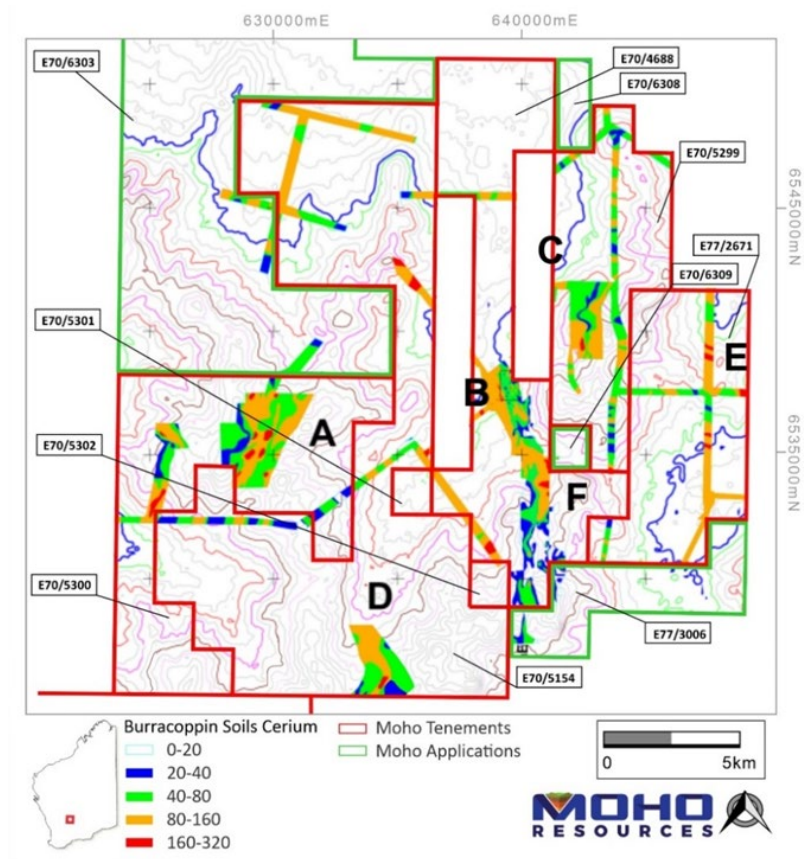 630000mE 640000mE
E70/6303
E70/4688
E70/6308
E70/5299
6545000mN
C
E77/2671
E70/6309
E70/5301
E
B
A
E70/5302
6535000mN
F
E70/5300
D
E77/3006
E
E70/5154
Burracoppin Soils Cerium
0-20
20-40
40-80
80-160
160-320
Moho Tenements
Moho Applications
0 5km
MOHO
RESOURCES